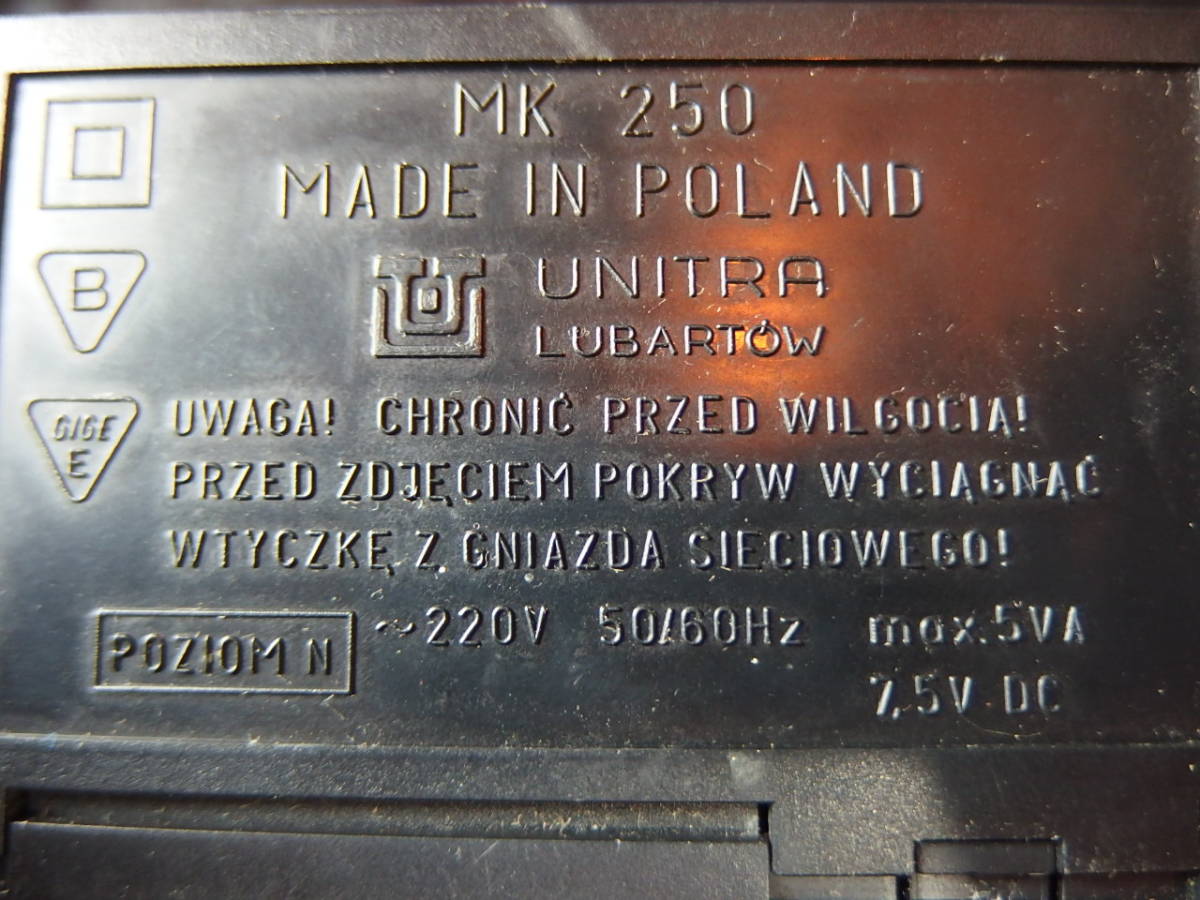 MK 250
MADE IN POLAND
B
UNITRA
LUBARTÓW
GIGE
E
UWAGA! CHRONIĆ PRZED WILGOCIĄ!
PRZED ZDJĘCIEM POKRYW WYCIĄGNĄĆ
WTYCZKĘ Z GNIAZDA SIECIOWEGO!
POZIOM N ~220V 50/60Hz max.5VA
7,5V DC